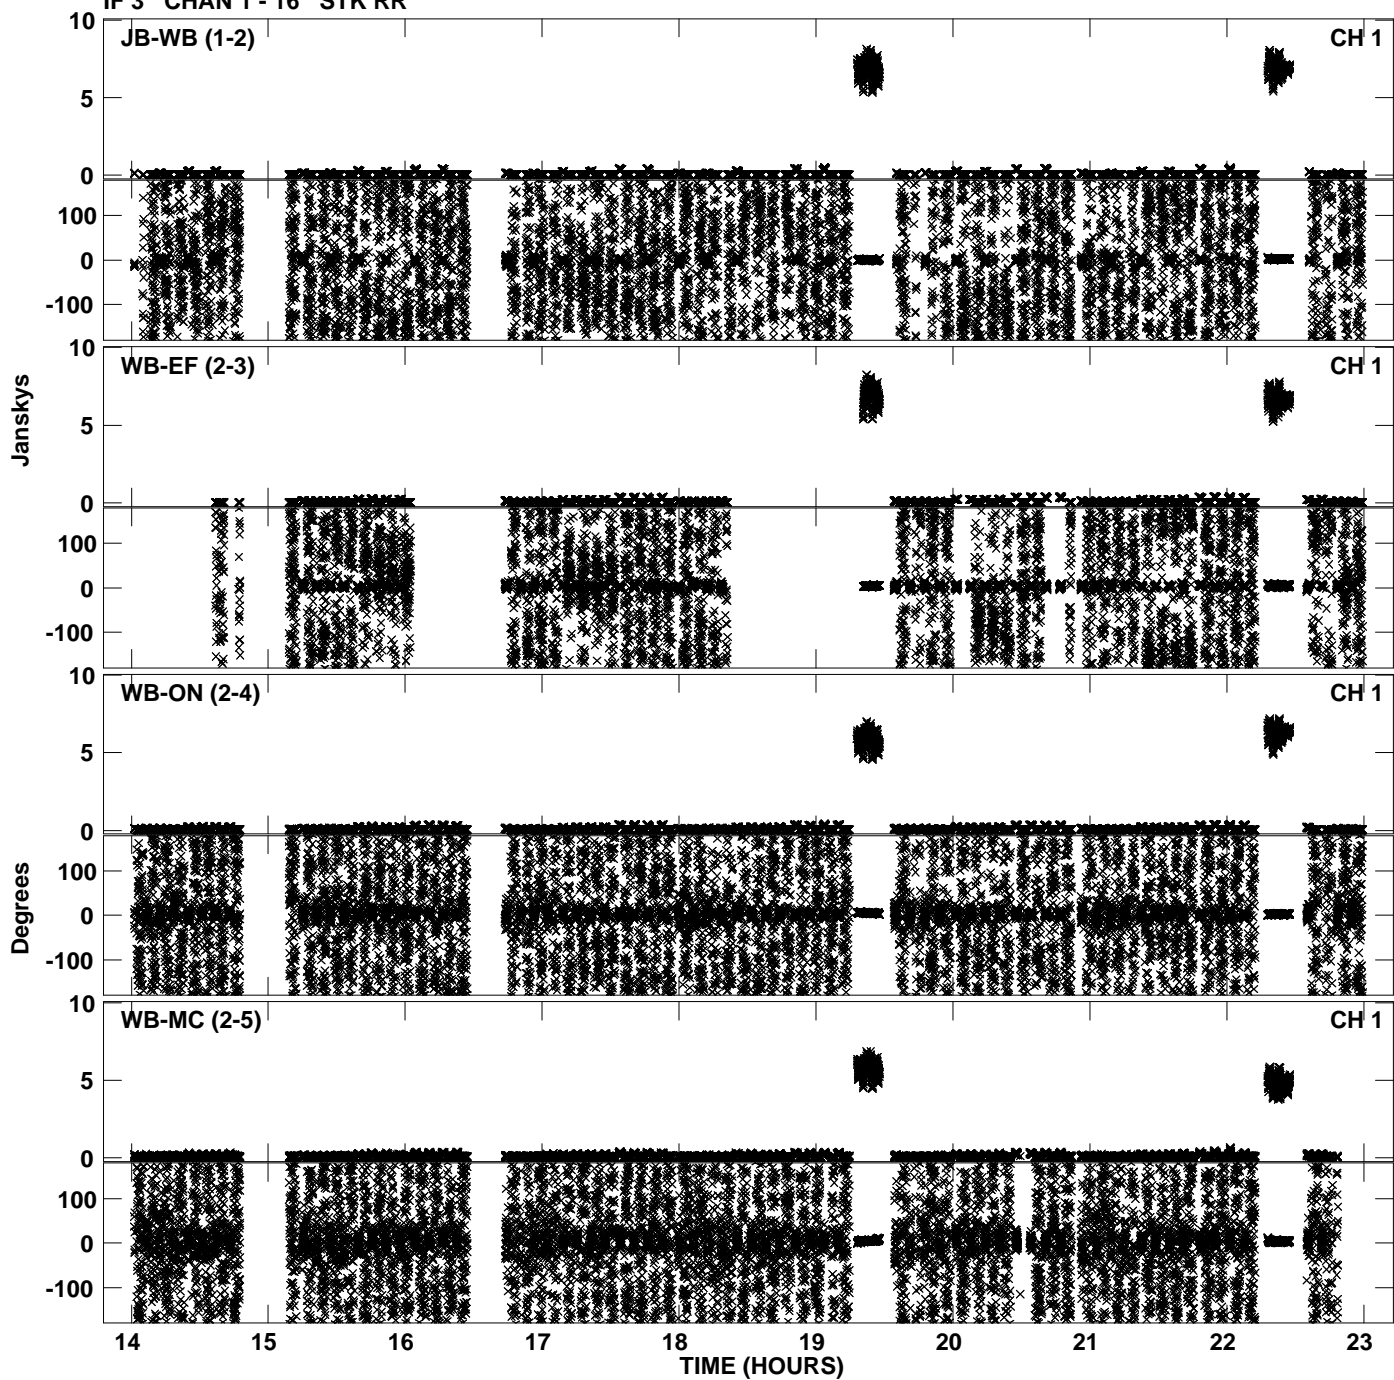 IF 3 CHAN 1 - 16 STK RR
10
JB-WB (1-2) CH 1
5
0
100
0
-100
10
WB-EF (2-3) CH 1
5
0
100
0
-100
Janskys
10
WB-ON (2-4) CH 1
5
0
100
0
-100
Degrees
10
WB-MC (2-5) CH 1
5
0
100
0
-100
14 15 16 17 18 19 20 21 22 23
TIME (HOURS)